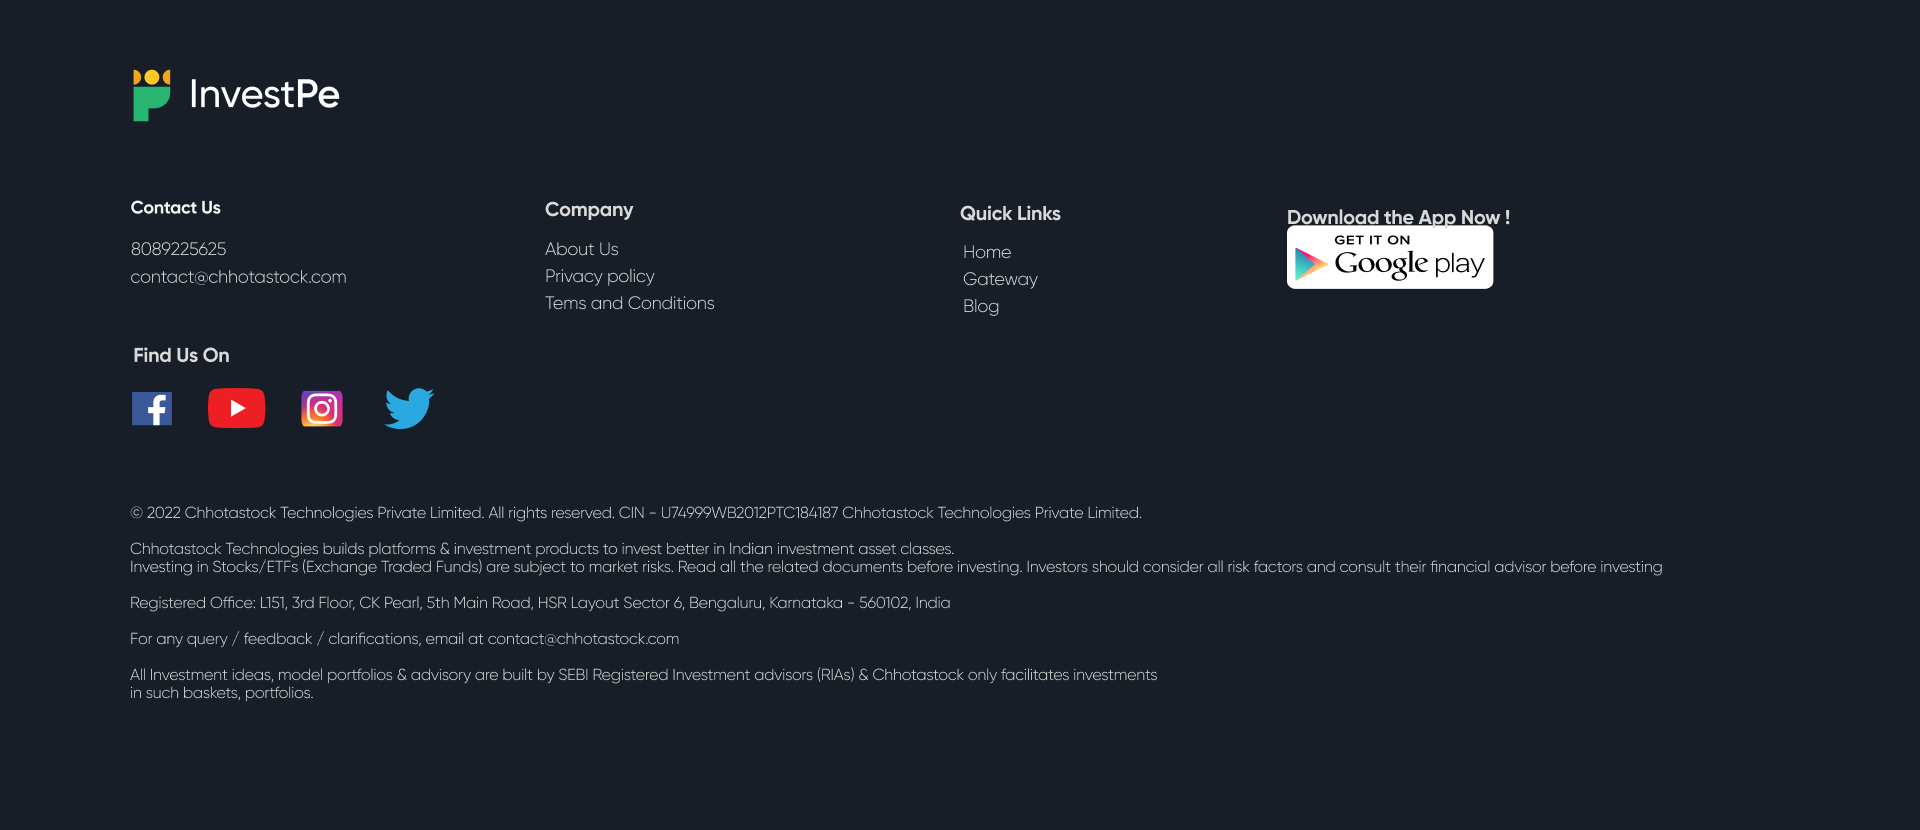 InvestPe
Contact Us
8089225625
contact@chhotastock.com
Company
About Us
Privacy policy
Tems and Conditions
Quick Links
Home
Gateway
Blog
Download the App Now !
GET IT ON
Google play
Find Us On
© 2022 Chhotastock Technologies Private Limited. All rights reserved. CIN - U74999WB2012PTC184187 Chhotastock Technologies Private Limited.
Chhotastock Technologies builds platforms & investment products to invest better in Indian investment asset classes.
Investing in Stocks/ETFs (Exchange Traded Funds) are subject to market risks. Read all the related documents before investing. Investors should consider all risk factors and consult their financial advisor before investing
Registered Office: L151, 3rd Floor, CK Pearl, 5th Main Road, HSR Layout Sector 6, Bengaluru, Karnataka - 560102, India
For any query / feedback / clarifications, email at contact@chhotastock.com
All Investment ideas, model portfolios & advisory are built by SEBI Registered Investment advisors (RIAs) & Chhotastock only facilitates investments
in such baskets, portfolios.